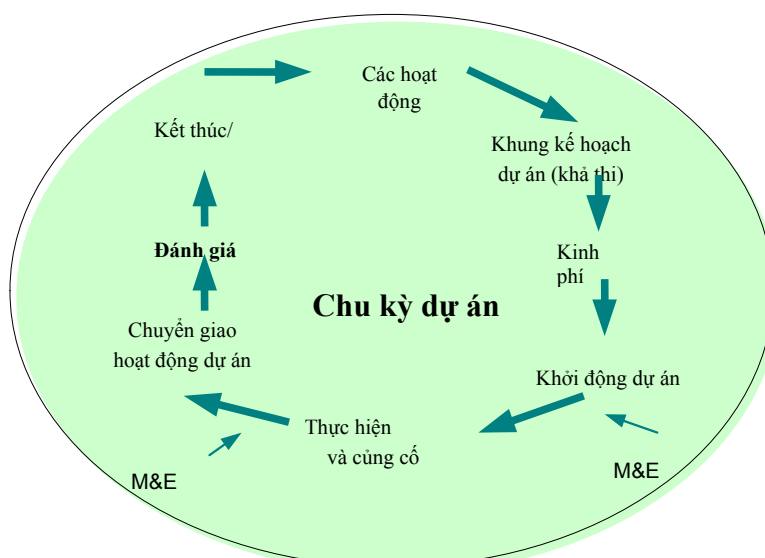 Các hoạt
động
Khung kế hoạch
dự án (khả thi)
Kinh
phí
Khởi động dự án
M&E
Thực hiện
và củng cố
M&E
Chuyển giao
hoạt động dự án
Đánh giá
Kết thúc/
Chu kỳ dự án